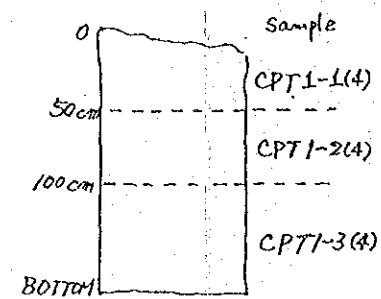 0
Sample
CPT1-1(4)
50cm
CPT1-2(4)
100cm
CPT1-3(4)
BOTTOM